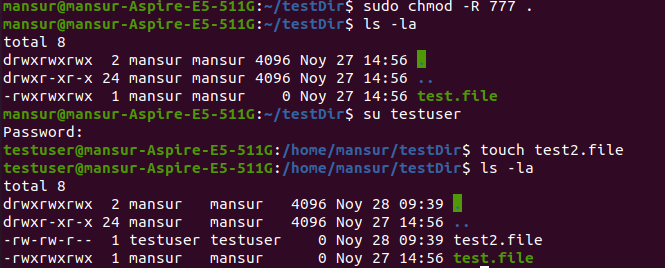 mansur@mansur-Aspire-E5-511G:~/testDir$ sudo chmod -R 777 .
mansur@mansur-Aspire-E5-511G:~/testDir$ ls -la
total 8
drwxrwxrwx  2 mansur mansur 4096 Noy 27 14:56 .
drwxr-xr-x 24 mansur mansur 4096 Noy 27 14:56 ..
-rwxrwxrwx  1 mansur mansur    0 Noy 27 14:56 test.file
mansur@mansur-Aspire-E5-511G:~/testDir$ su testuser
Password:
testuser@mansur-Aspire-E5-511G:/home/mansur/testDir$ touch test2.file
testuser@mansur-Aspire-E5-511G:/home/mansur/testDir$ ls -la
total 8
drwxrwxrwx  2 mansur   mansur   4096 Noy 28 09:39 .
drwxr-xr-x 24 mansur   mansur   4096 Noy 27 14:56 ..
-rw-rw-r--  1 testuser testuser    0 Noy 28 09:39 test2.file
-rwxrwxrwx  1 mansur   mansur      0 Noy 27 14:56 test.file